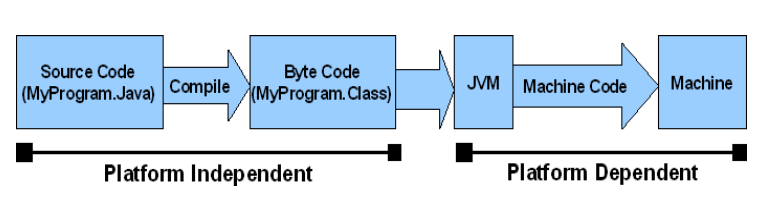 Source Code
(MyProgram.Java)
Compile
Byte Code
(MyProgram.Class)
JVM
Machine Code
Machine
Platform Independent
Platform Dependent